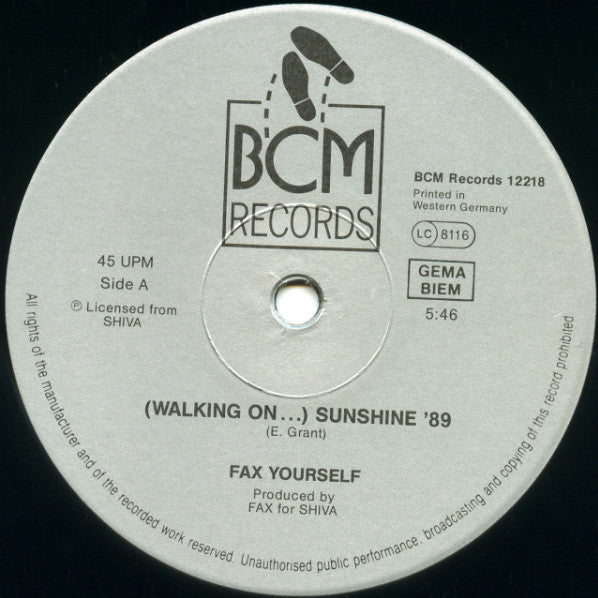 BCM
RECORDS
BCM Records 12218
Printed in
Western Germany
LC 8116
GEMA
BIEM
5:46
45 UPM
Side A
℗ Licensed from
SHIVA
(WALKING ON...) SUNSHINE '89
(E. Grant)
FAX YOURSELF
Produced by
FAX for SHIVA
All rights of the manufacturer and of the recorded work reserved. Unauthorised public performance, broadcasting and copying of this record prohibited